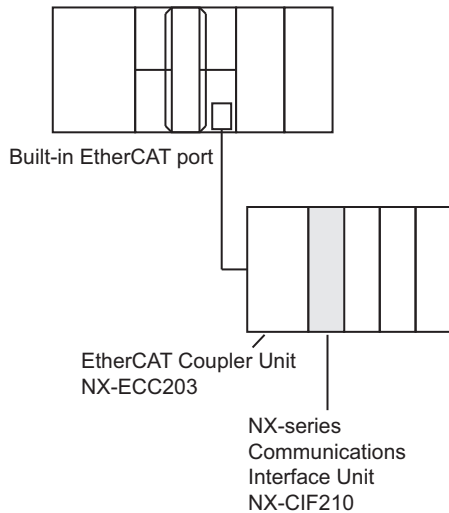 Built-in EtherCAT port
EtherCAT Coupler Unit
NX-ECC203
NX-series
Communications
Interface Unit
NX-CIF210